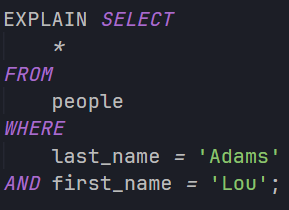 EXPLAIN SELECT
    *
FROM
    people
WHERE
    last_name = 'Adams'
AND first_name = 'Lou';